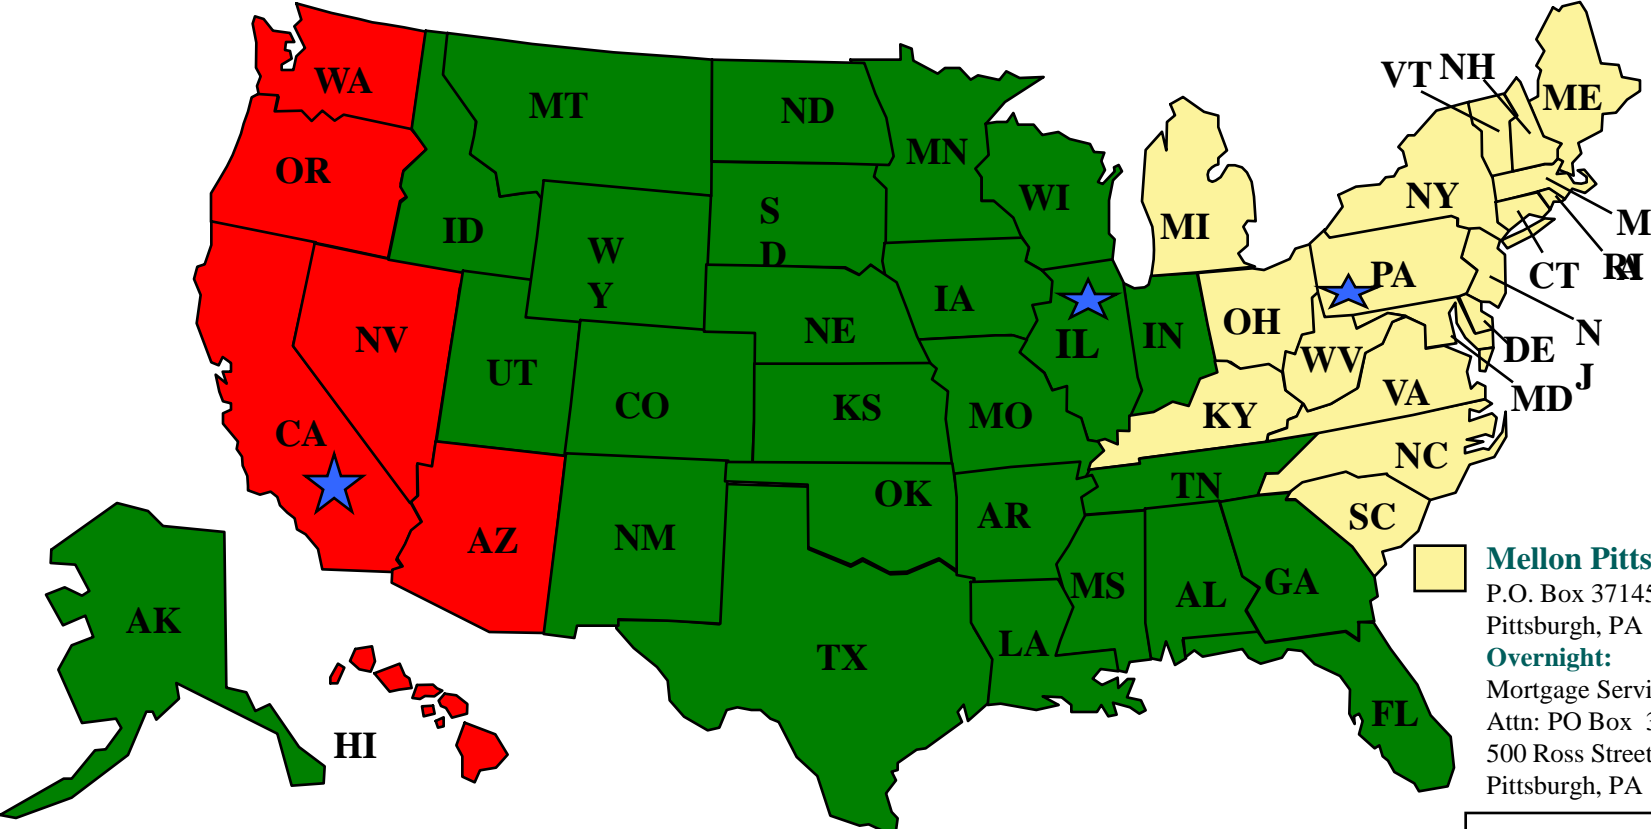 WA
MT
ND
MN
VT
NH
ME
OR
ID
S
D
WI
MI
NY
M
W
Y
IA
IL
IN
OH
PA
CT
RI
N
J
NV
UT
CO
NE
KS
MO
KY
WV
VA
DE
MD
CA
AZ
NM
OK
AR
TN
NC
SC
AK
HI
TX
LA
MS
AL
GA
FL
Mellon Pitts
P.O. Box 37145
Pittsburgh, PA
Overnight:
Mortgage Servi
Attn: PO Box 3
500 Ross Street
Pittsburgh, PA